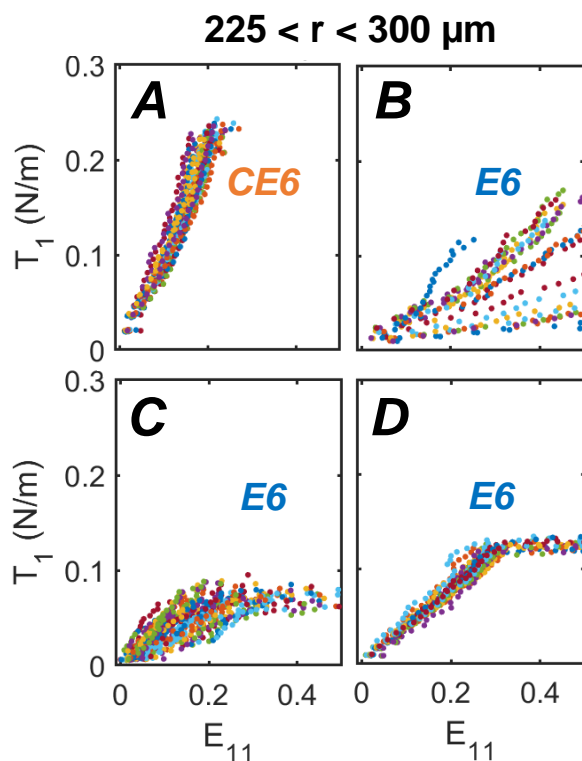 225 < r < 300 µm
A
B
CE6
E6
T1 (N/m)
0.3
0.2
0.1
0
C
D
E6
E6
T1 (N/m)
0.3
0.2
0.1
0
0 0.2 0.4
0 0.2 0.4
E11
E11